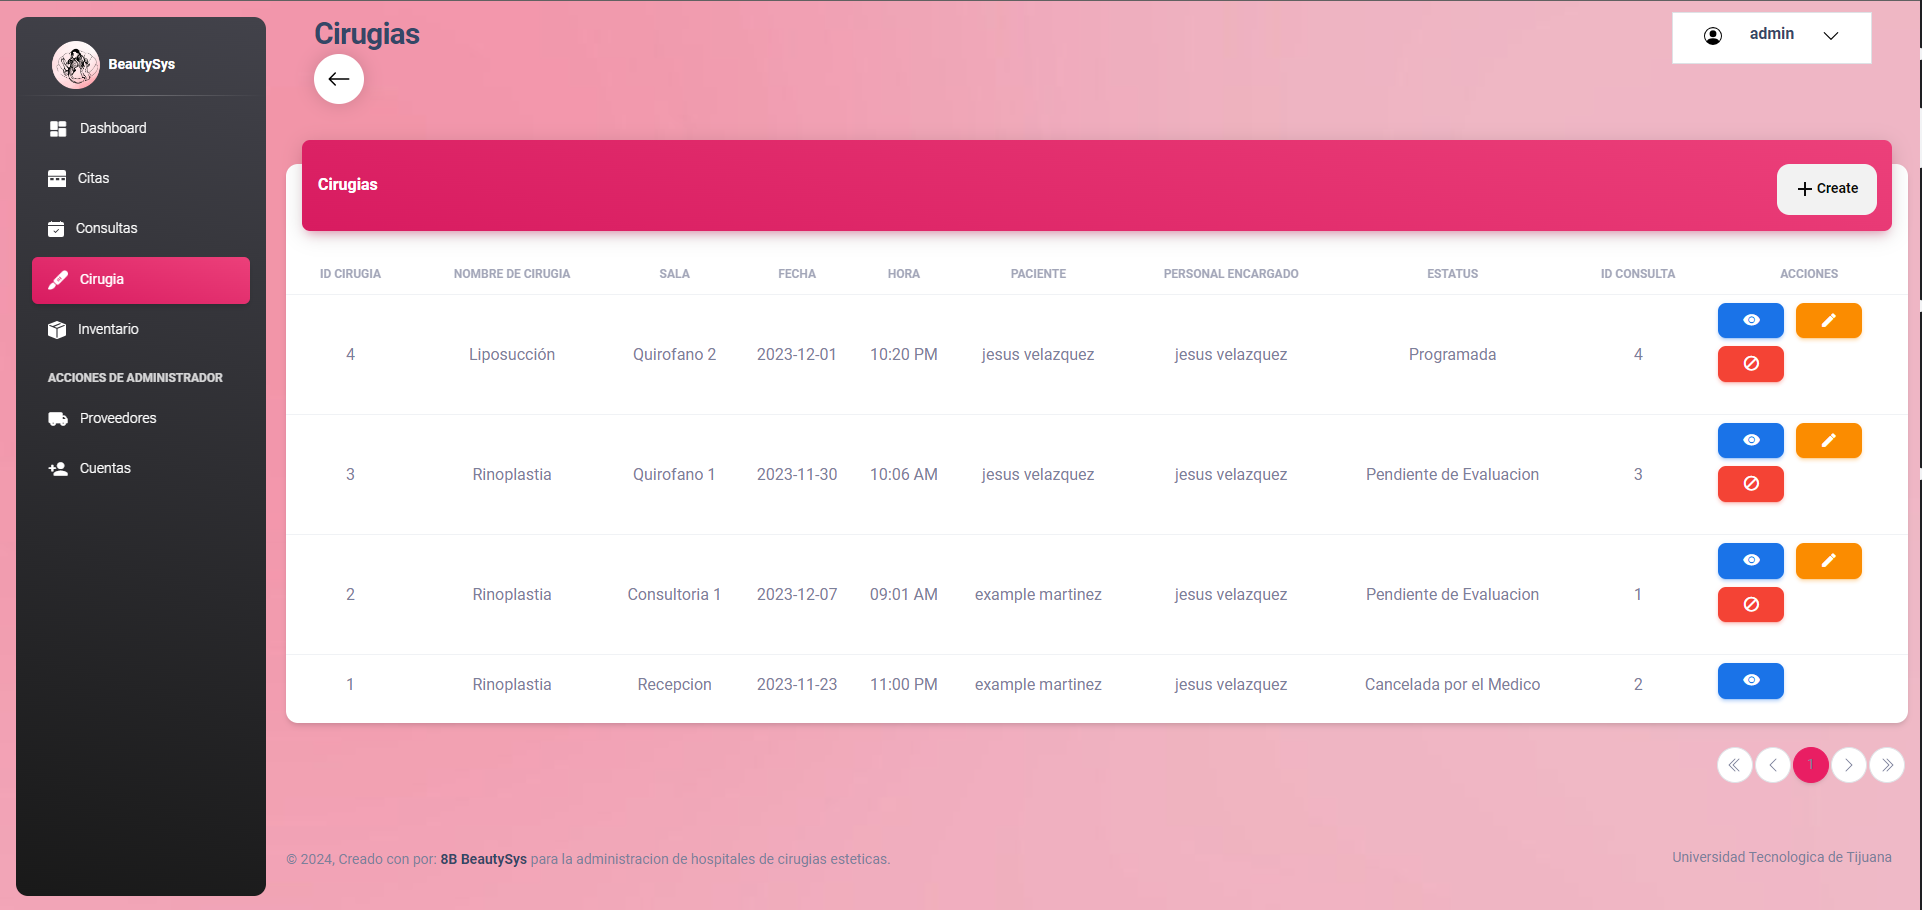 BeautySys
Dashboard
Citas
Consultas
Cirugia
Inventario
ACCIONES DE ADMINISTRADOR
Proveedores
Cuentas
Cirugias
admin
Cirugias
Create
ID CIRUGIA NOMBRE DE CIRUGIA SALA FECHA HORA PACIENTE PERSONAL ENCARGADO ESTATUS ID CONSULTA ACCIONES
4 Liposucción Quirofano 2 2023-12-01 10:20 PM jesus velazquez jesus velazquez Programada 4
3 Rinoplastia Quirofano 1 2023-11-30 10:06 AM jesus velazquez jesus velazquez Pendiente de Evaluacion 3
2 Rinoplastia Consultoria 1 2023-12-07 09:01 AM example martinez jesus velazquez Pendiente de Evaluacion 1
1 Rinoplastia Recepcion 2023-11-23 11:00 PM example martinez jesus velazquez Cancelada por el Medico 2
1
© 2024, Creado con por: 8B BeautySys para la administracion de hospitales de cirugias esteticas.
Universidad Tecnologica de Tijuana